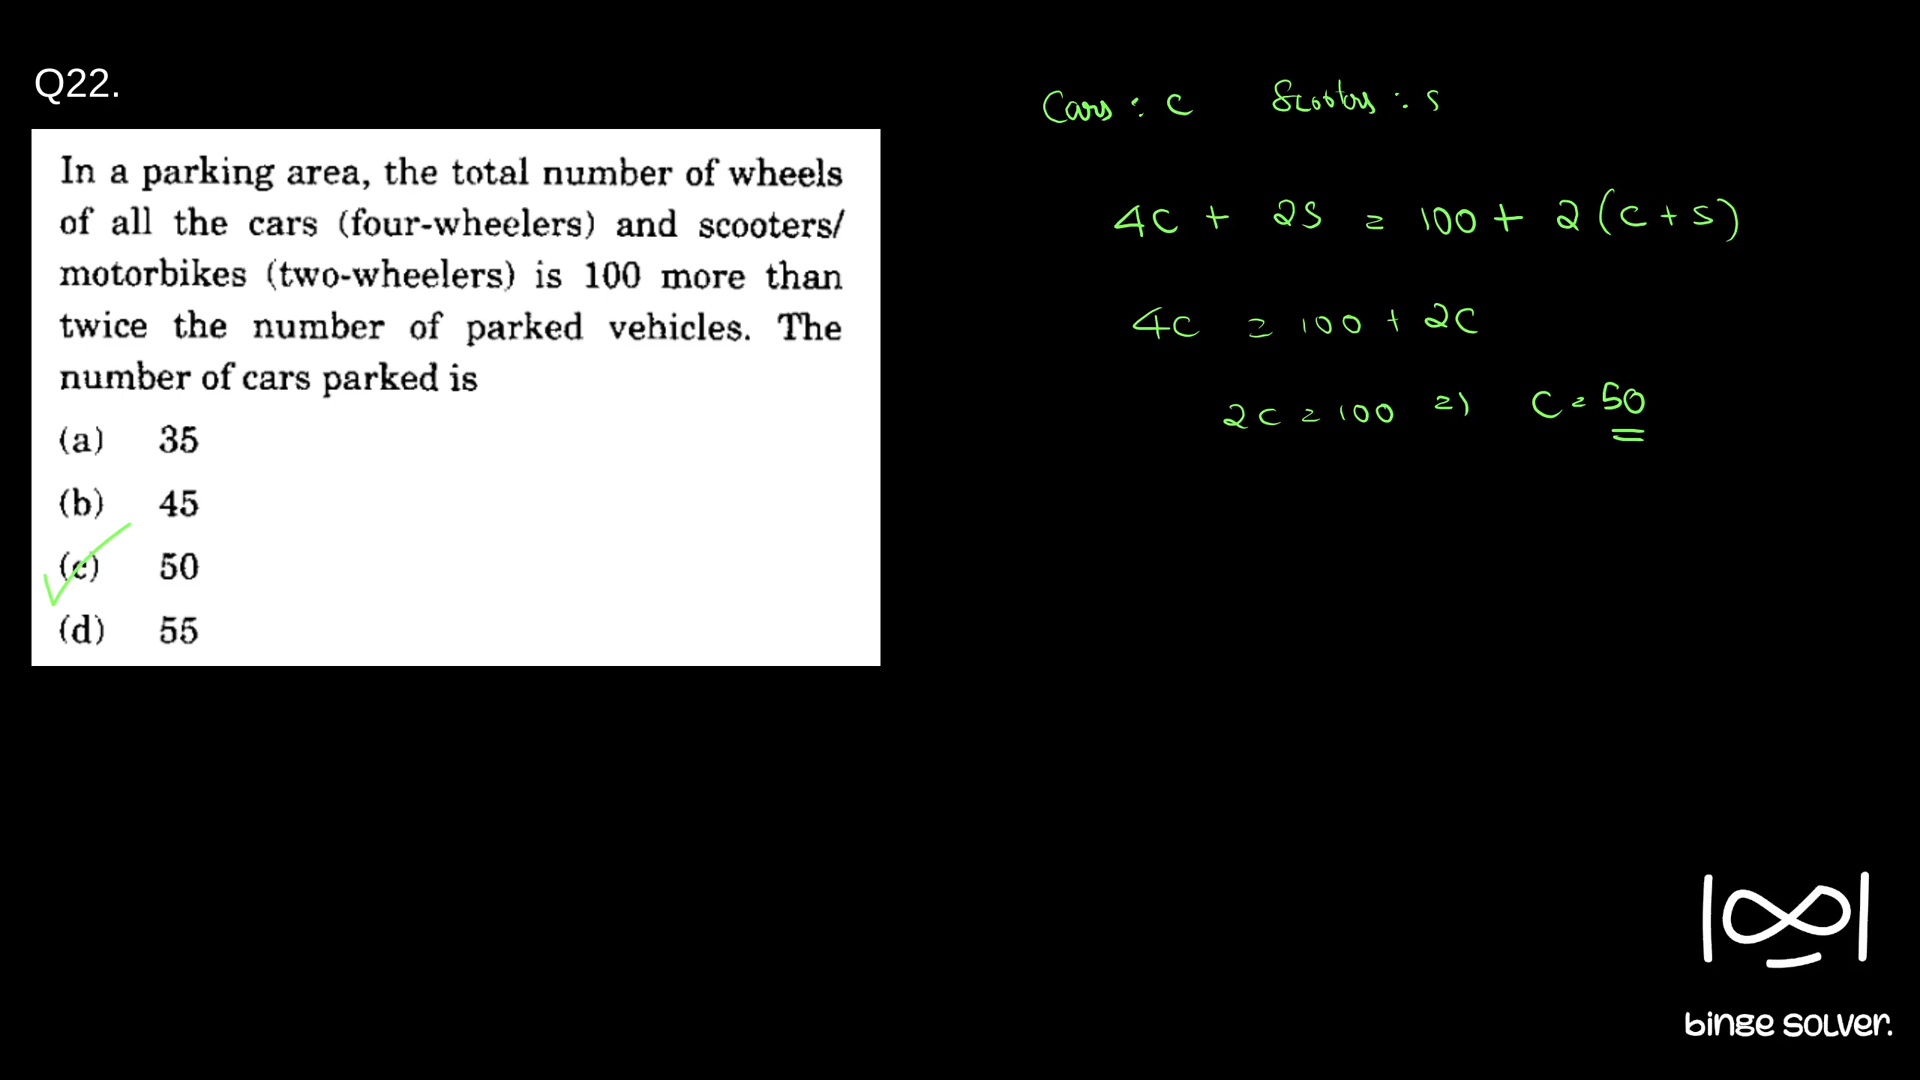 Q22.
In a parking area, the total number of wheels
of all the cars (four-wheelers) and scooters/
motorbikes (two-wheelers) is 100 more than
twice the number of parked vehicles. The
number of cars parked is
(a) 35
(b) 45
(c) 50
(d) 55
Cars : c Scooters : s
4c + 2s = 100 + 2(c+s)
4c = 100 + 2c
2c = 100 => c = 50
binge solver.